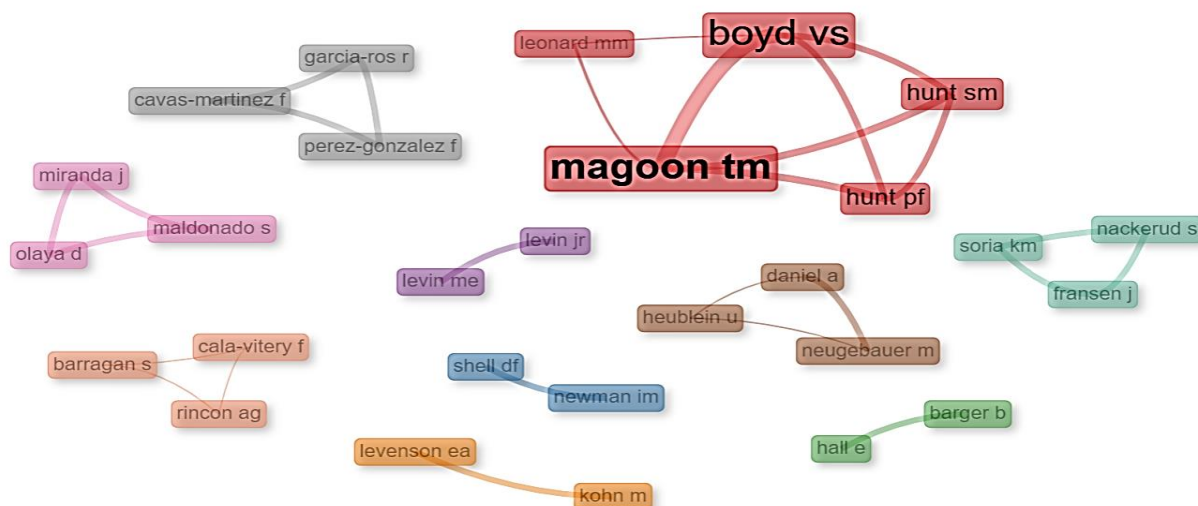 garcia-ros r
cavas-martinez f
perez-gonzalez f
leonard mm
boyd vs
hunt sm
magoon tm
hunt pf
miranda j
maldonado s
olaya d
levin jr
levin me
soria km
nackerud s
fransen j
daniel a
heublein u
neugebauer m
cala-vitery f
barragan s
rincon ag
shell df
newman im
barger b
hall e
levenson ea
kohn m